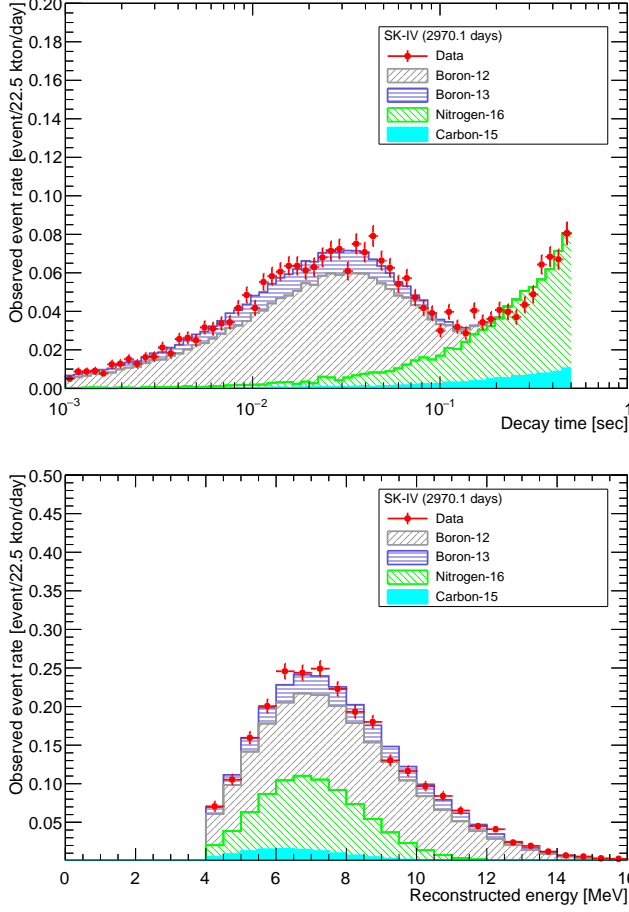 0.20
0.18
0.16
0.14
0.12
0.10
0.08
0.06
0.04
0.02
0.00
Observed event rate [event/22.5 kton/day]
SK-IV (2970.1 days)
Data
Boron-12
Boron-13
Nitrogen-16
Carbon-15
10−3 10−2 10−1 1
Decay time [sec]
0.50
0.45
0.40
0.35
0.30
0.25
0.20
0.15
0.10
0.05
Observed event rate [event/22.5 kton/day]
SK-IV (2970.1 days)
Data
Boron-12
Boron-13
Nitrogen-16
Carbon-15
0 2 4 6 8 10 12 14 16
Reconstructed energy [MeV]